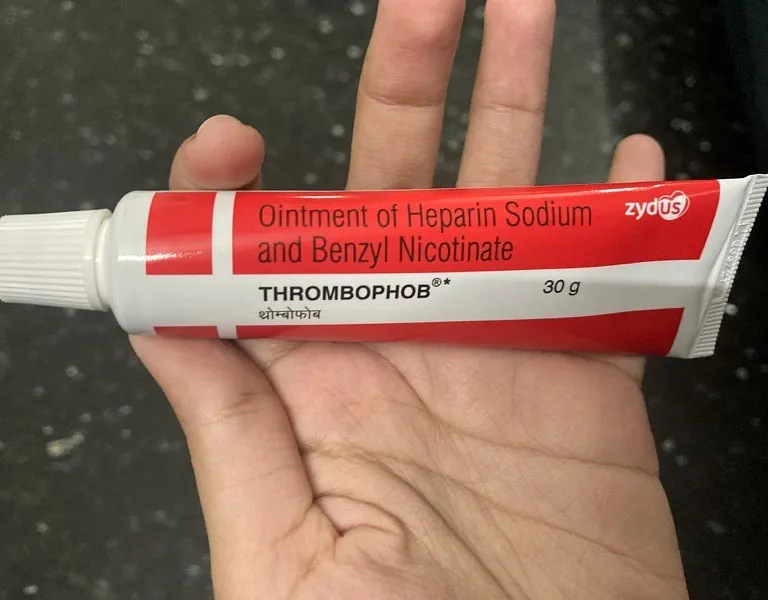 Ointment of Heparin Sodium
and Benzyl Nicotinate
zydus
THROMBOPHOB®*
30 g
थ्रोम्बोफोब